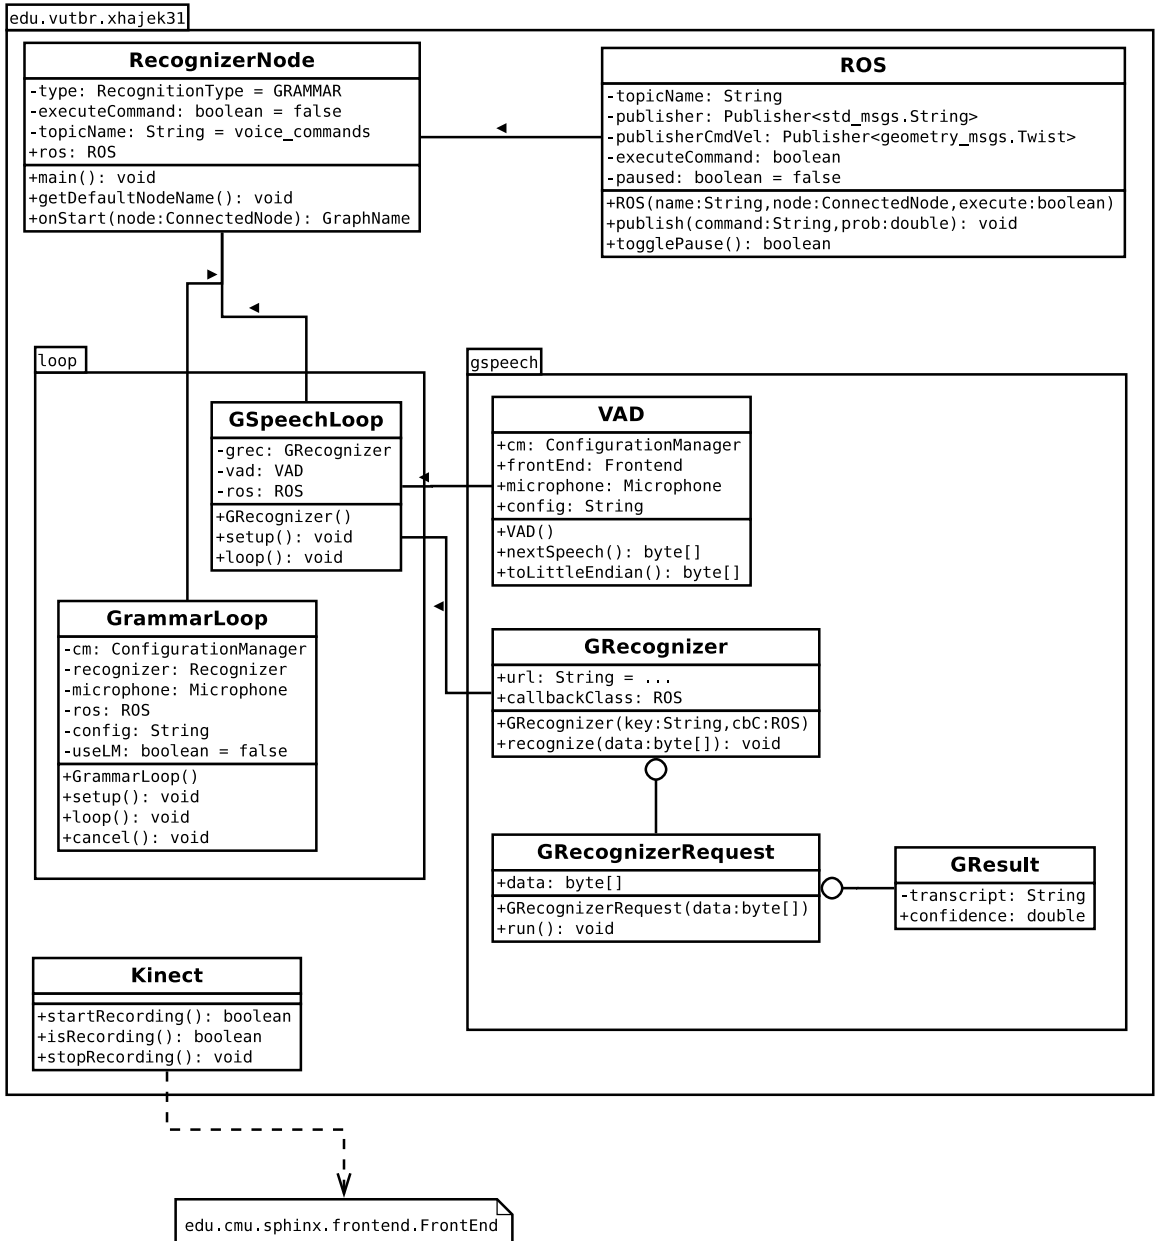 edu.vutbr.xhajek31
RecognizerNode
-type: RecognitionType = GRAMMAR
-executeCommand: boolean = false
-topicName: String = voice_commands
+ros: ROS
+main(): void
+getDefaultNodeName(): void
+onStart(node:ConnectedNode): GraphName
ROS
-topicName: String
-publisher: Publisher<std_msgs.String>
-publisherCmdVel: Publisher<geometry_msgs.Twist>
-executeCommand: boolean
-paused: boolean = false
+ROS(name:String,node:ConnectedNode,execute:boolean)
+publish(command:String,prob:double): void
+togglePause(): boolean
loop
GSpeechLoop
-grec: GRecognizer
-vad: VAD
-ros: ROS
+GRecognizer()
+setup(): void
+loop(): void
GrammarLoop
-cm: ConfigurationManager
-recognizer: Recognizer
-microphone: Microphone
-ros: ROS
-config: String
-useLM: boolean = false
+GrammarLoop()
+setup(): void
+loop(): void
+cancel(): void
gspeech
VAD
+cm: ConfigurationManager
+frontEnd: Frontend
+microphone: Microphone
+config: String
+VAD()
+nextSpeech(): byte[]
+toLittleEndian(): byte[]
GRecognizer
+url: String = ...
+callbackClass: ROS
+GRecognizer(key:String,cbC:ROS)
+recognize(data:byte[]): void
GRecognizerRequest
+data: byte[]
+GRecognizerRequest(data:byte[])
+run(): void
GResult
-transcript: String
+confidence: double
Kinect
+startRecording(): boolean
+isRecording(): boolean
+stopRecording(): void
edu.cmu.sphinx.frontend.FrontEnd